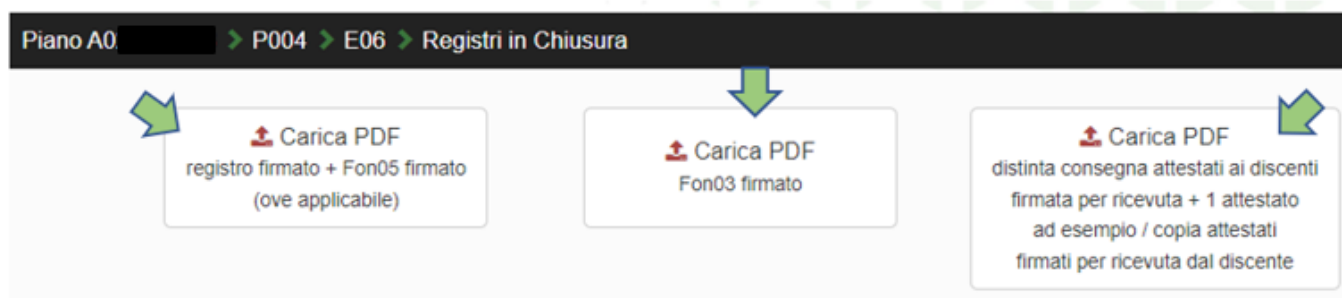 Piano A0 > P004 > E06 > Registri in Chiusura
Carica PDF
registro firmato + Fon05 firmato
(ove applicabile)
Carica PDF
Fon03 firmato
Carica PDF
distinta consegna attestati ai discenti
firmata per ricevuta + 1 attestato
ad esempio / copia attestati
firmati per ricevuta dal discente